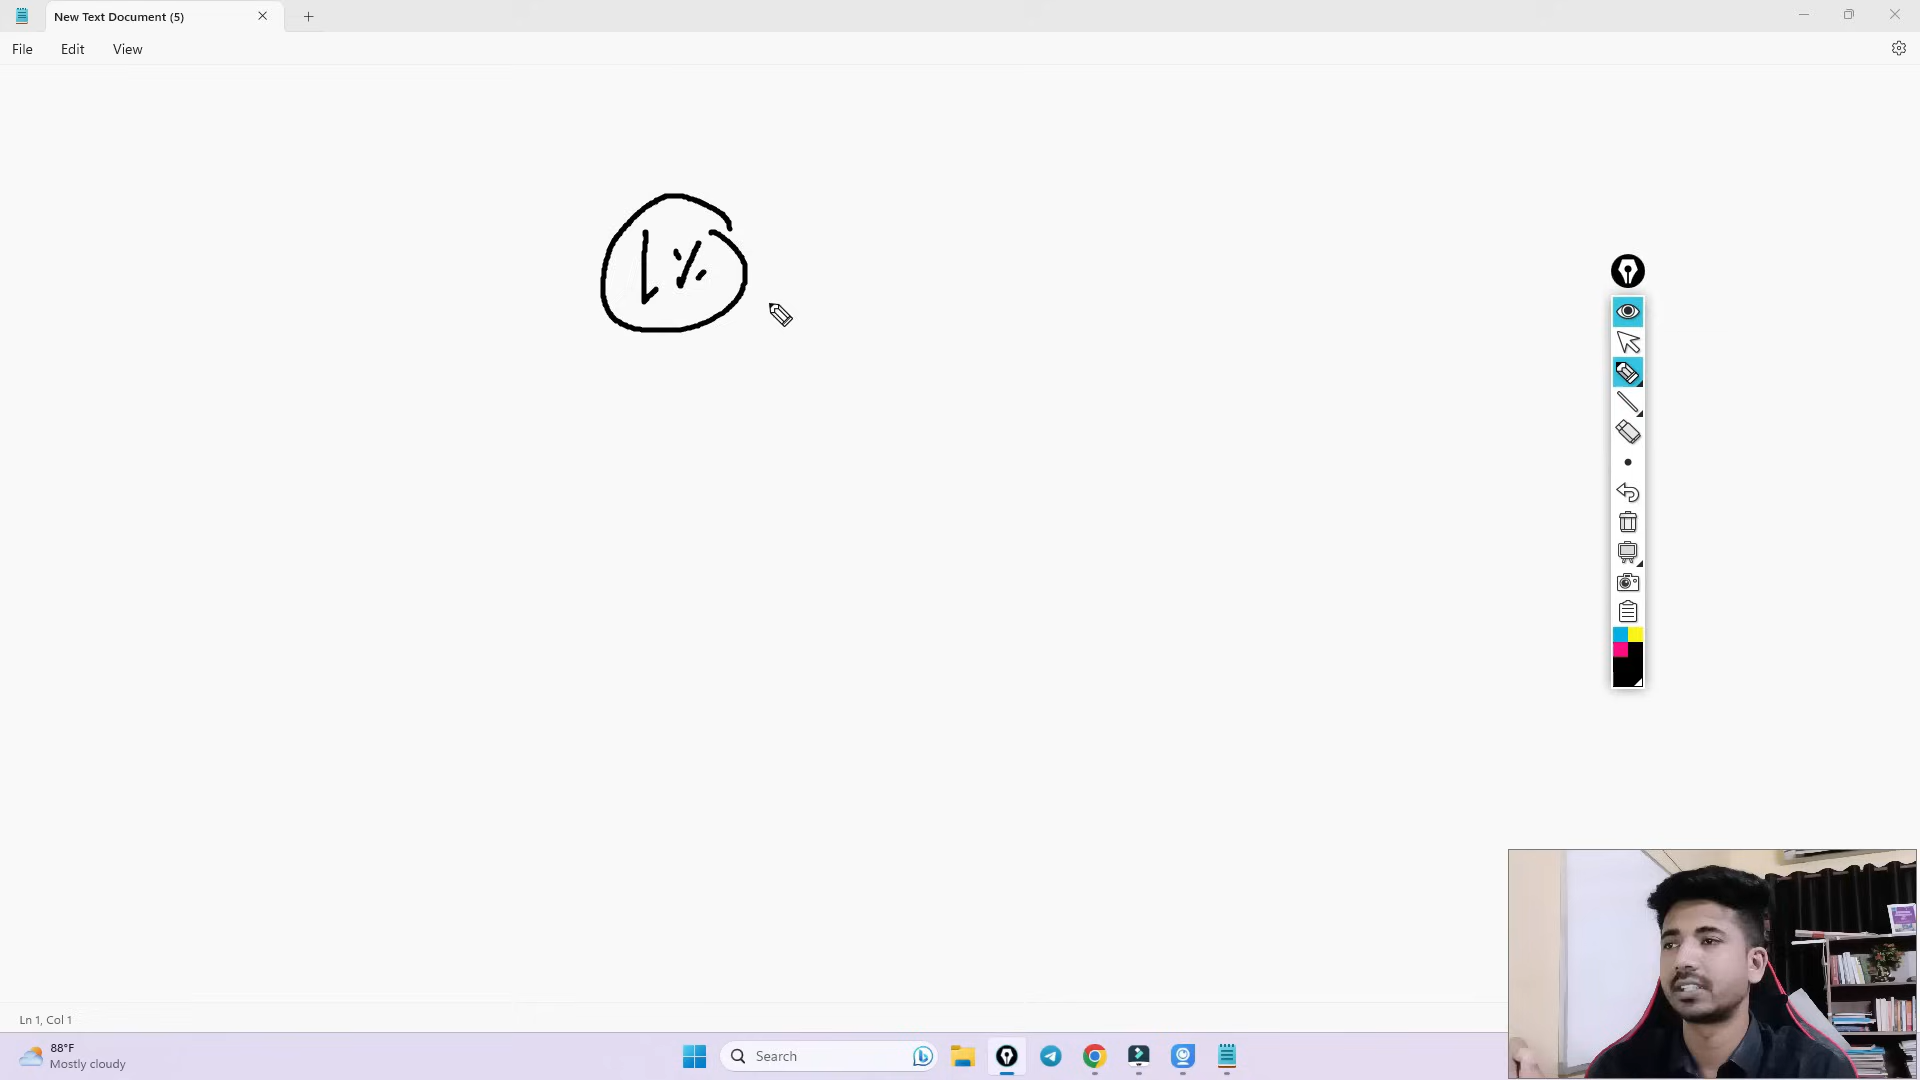 New Text Document (5)
File Edit View
1%
Ln 1, Col 1
88°F
Mostly cloudy
Search